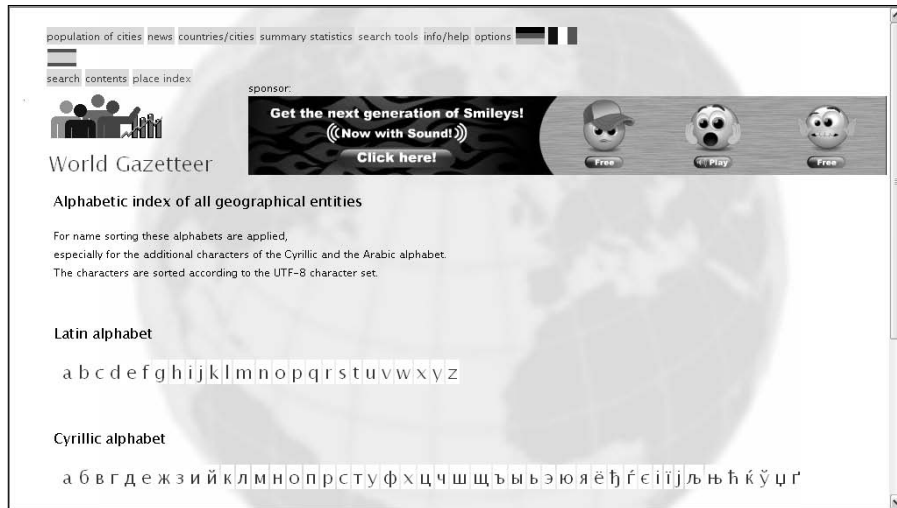 population of cities news countries/cities summary statistics search tools info/help options
search contents place index
sponsor:
Get the next generation of Smileys!
((Now with Sound!))
Click here!
Free
Play
Free
World Gazetteer
Alphabetic index of all geographical entities
For name sorting these alphabets are applied,
especially for the additional characters of the Cyrillic and the Arabic alphabet.
The characters are sorted according to the UTF-8 character set.
Latin alphabet
a b c d e f g h i j k l m n o p q r s t u v w x y z
Cyrillic alphabet
а б в г д е ж з и й к л м н о п р с т у ф х ц ч ш щ ъ ы ь э ю я ё ђ ѓ є і ї ј љ њ ћ ќ ў џ ґ